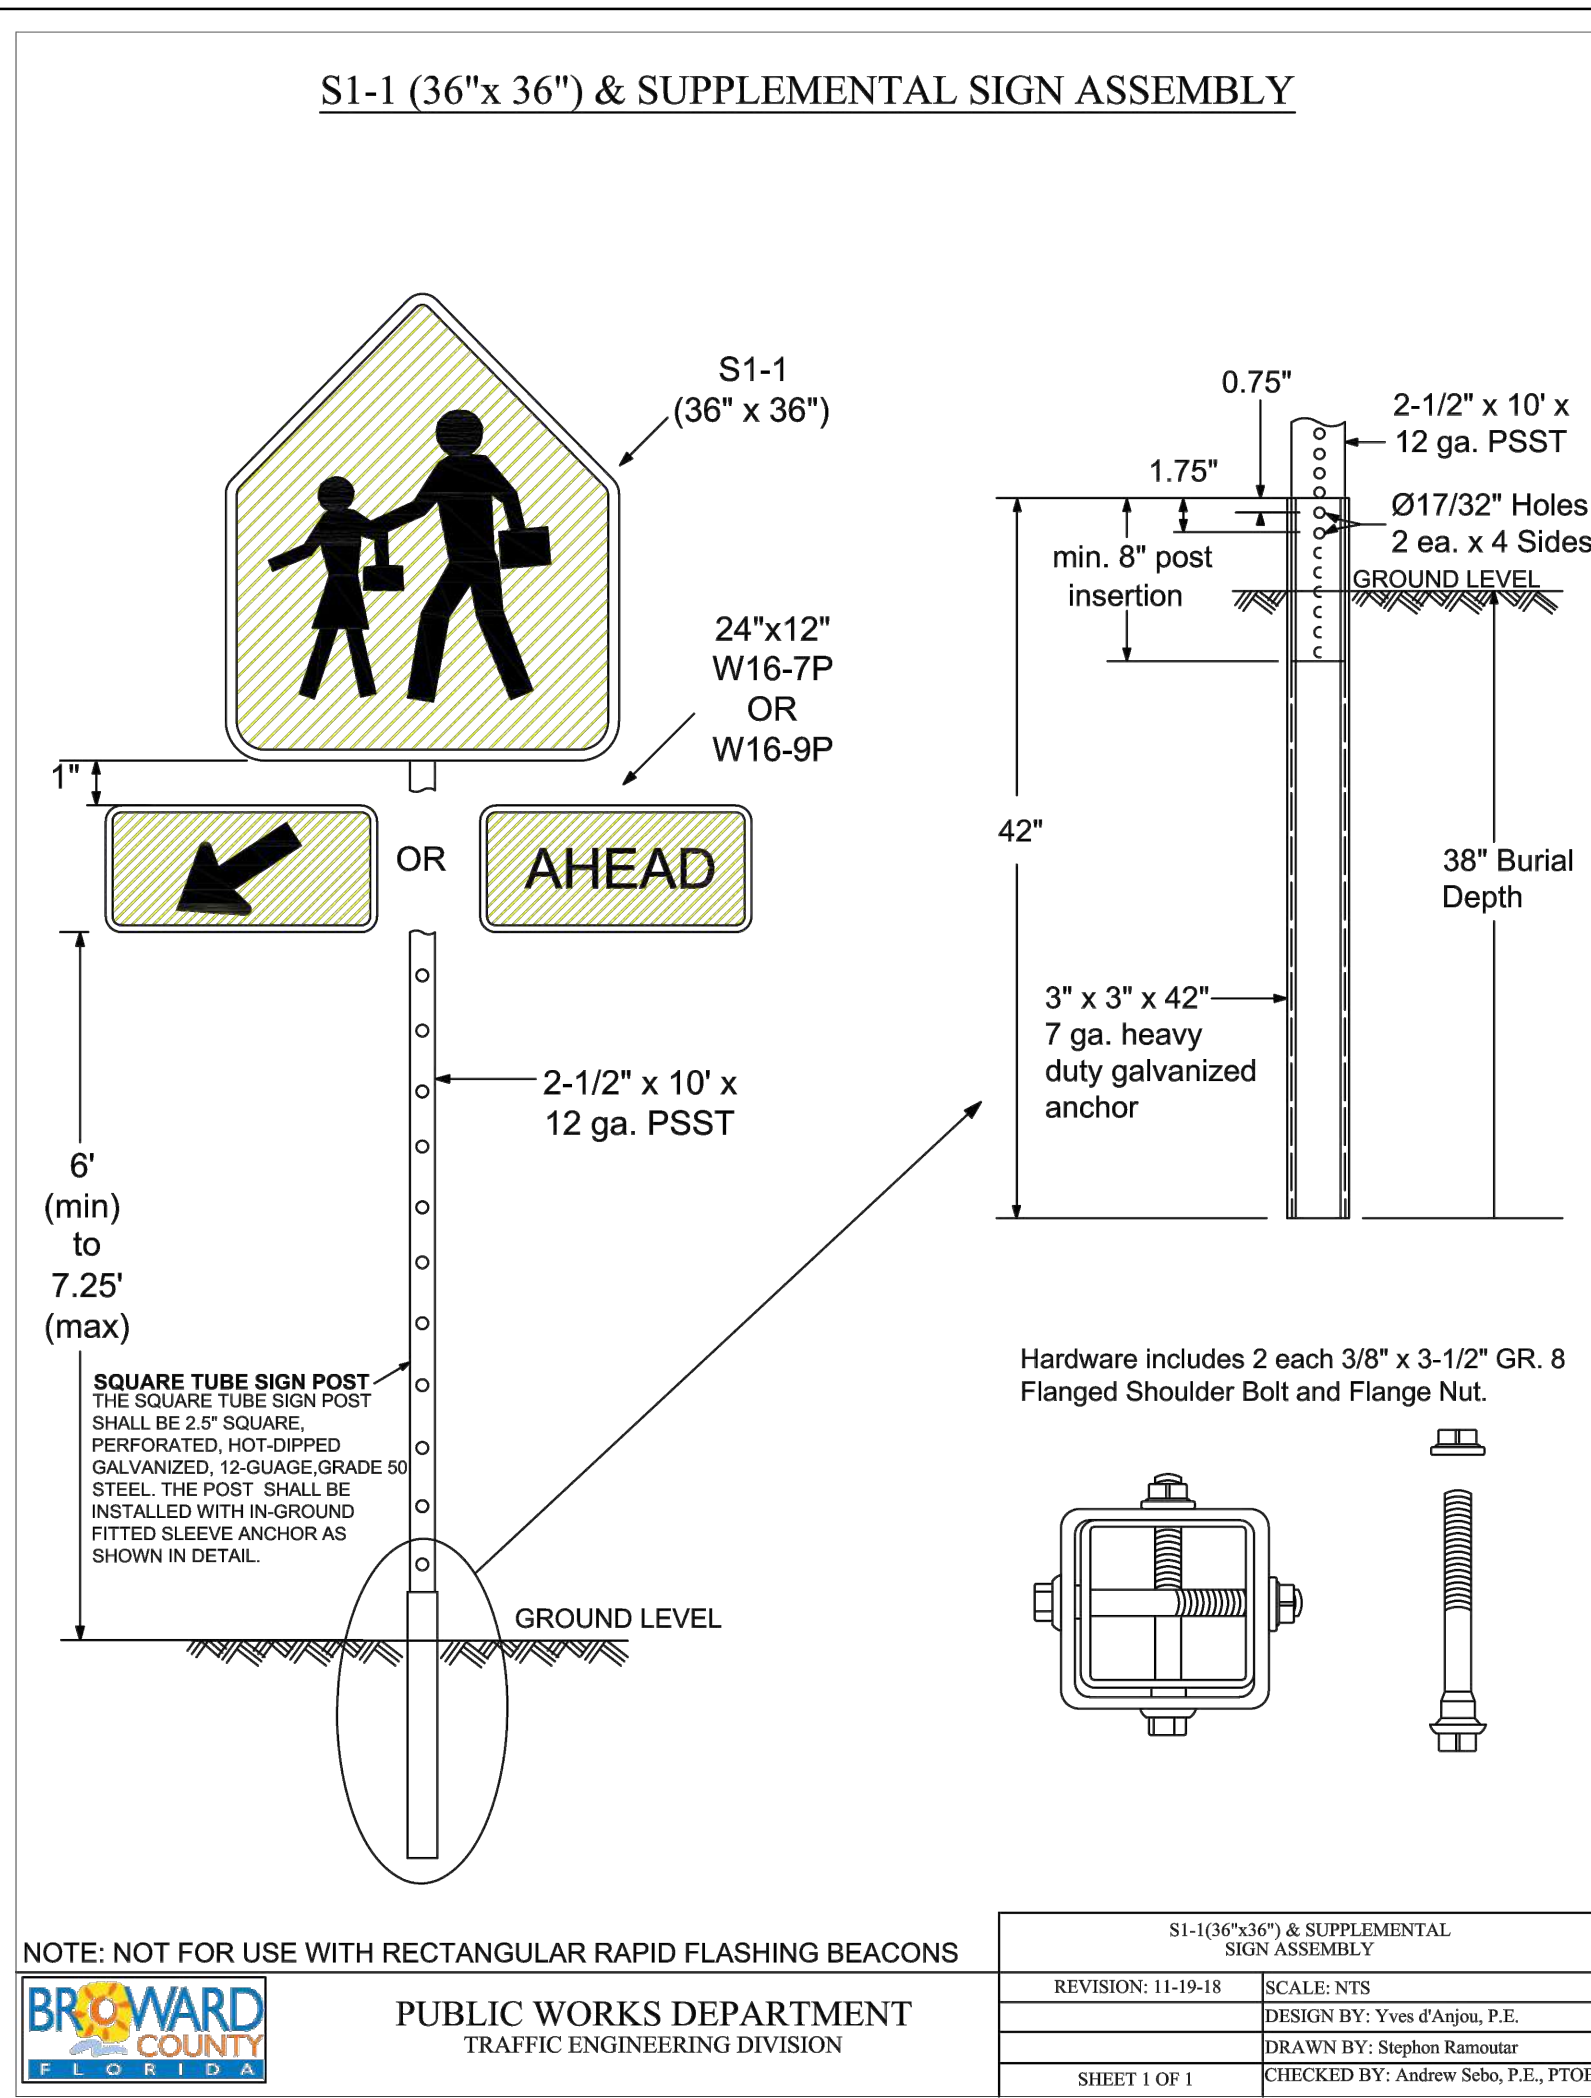 S1-1 (36"x 36") & SUPPLEMENTAL SIGN ASSEMBLY
S1-1
(36" x 36")
24"x12"
W16-7P
OR
W16-9P
1"
OR
AHEAD
6'
(min)
to
7.25'
(max)
2-1/2" x 10' x
12 ga. PSST
SQUARE TUBE SIGN POST
THE SQUARE TUBE SIGN POST
SHALL BE 2.5" SQUARE,
PERFORATED, HOT-DIPPED
GALVANIZED, 12-GUAGE,GRADE 50
STEEL. THE POST SHALL BE
INSTALLED WITH IN-GROUND
FITTED SLEEVE ANCHOR AS
SHOWN IN DETAIL.
GROUND LEVEL
0.75"
2-1/2" x 10' x
12 ga. PSST
1.75"
Ø17/32" Holes
2 ea. x 4 Sides
min. 8" post
insertion
GROUND LEVEL
42"
38" Burial
Depth
3" x 3" x 42"
7 ga. heavy
duty galvanized
anchor
Hardware includes 2 each 3/8" x 3-1/2" GR. 8
Flanged Shoulder Bolt and Flange Nut.
NOTE: NOT FOR USE WITH RECTANGULAR RAPID FLASHING BEACONS
BROWARD
COUNTY
FLORIDA
PUBLIC WORKS DEPARTMENT
TRAFFIC ENGINEERING DIVISION
S1-1(36"x36") & SUPPLEMENTAL
SIGN ASSEMBLY
REVISION: 11-19-18
SCALE: NTS
DESIGN BY: Yves d'Anjou, P.E.
DRAWN BY: Stephon Ramoutar
SHEET 1 OF 1
CHECKED BY: Andrew Sebo, P.E., PTOE